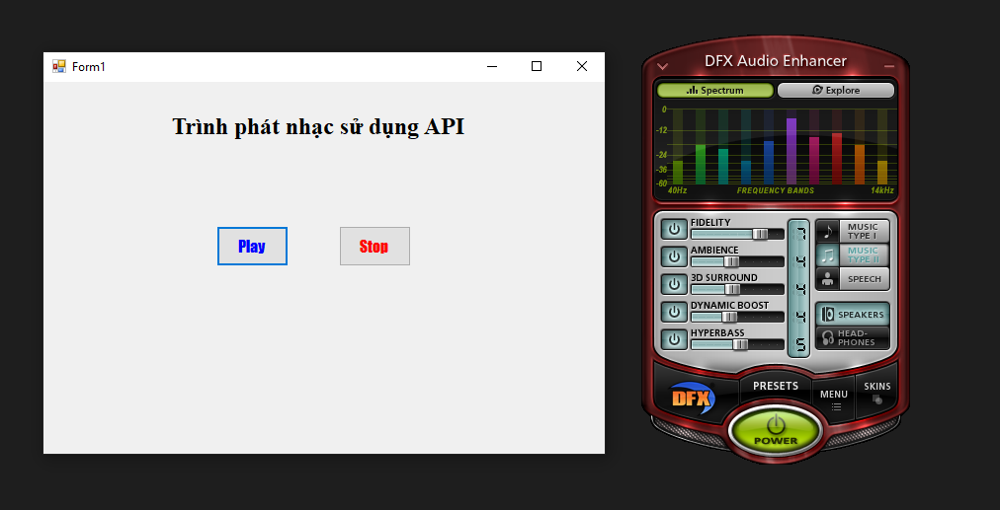 Form1
Trình phát nhạc sử dụng API
Play
Stop
DFX Audio Enhancer
Spectrum
Explore
0
-12
-24
-36
-60
40Hz
FREQUENCY BANDS
14kHz
FIDELITY
7
AMBIENCE
4
3D SURROUND
4
DYNAMIC BOOST
4
HYPERBASS
5
MUSIC
TYPE I
MUSIC
TYPE II
SPEECH
SPEAKERS
HEAD-
PHONES
DFX
PRESETS
MENU
SKINS
POWER